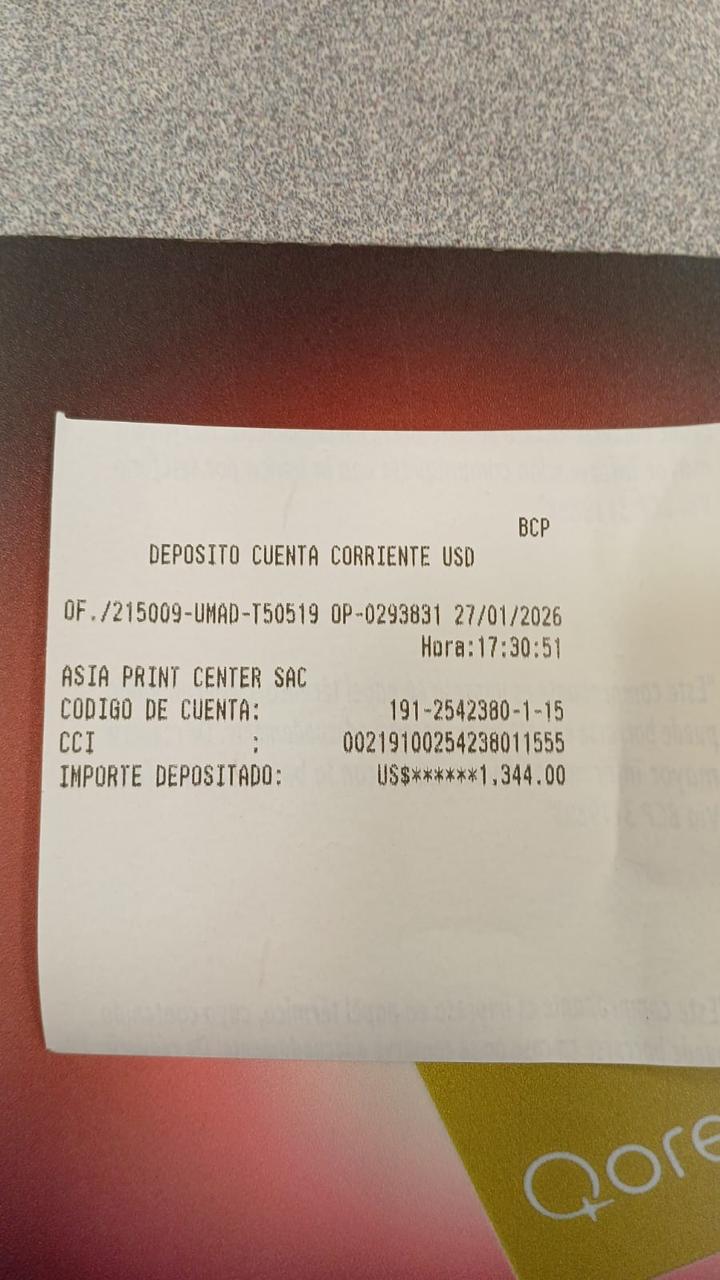 BCP
DEPOSITO CUENTA CORRIENTE USD
OF./215009-UMAD-T50519 OP-0293831 27/01/2026
Hora:17:30:51
ASIA PRINT CENTER SAC
CODIGO DE CUENTA: 191-2542380-1-15
CCI : 00219100254238011555
IMPORTE DEPOSITADO: US$******1,344.00
Qore